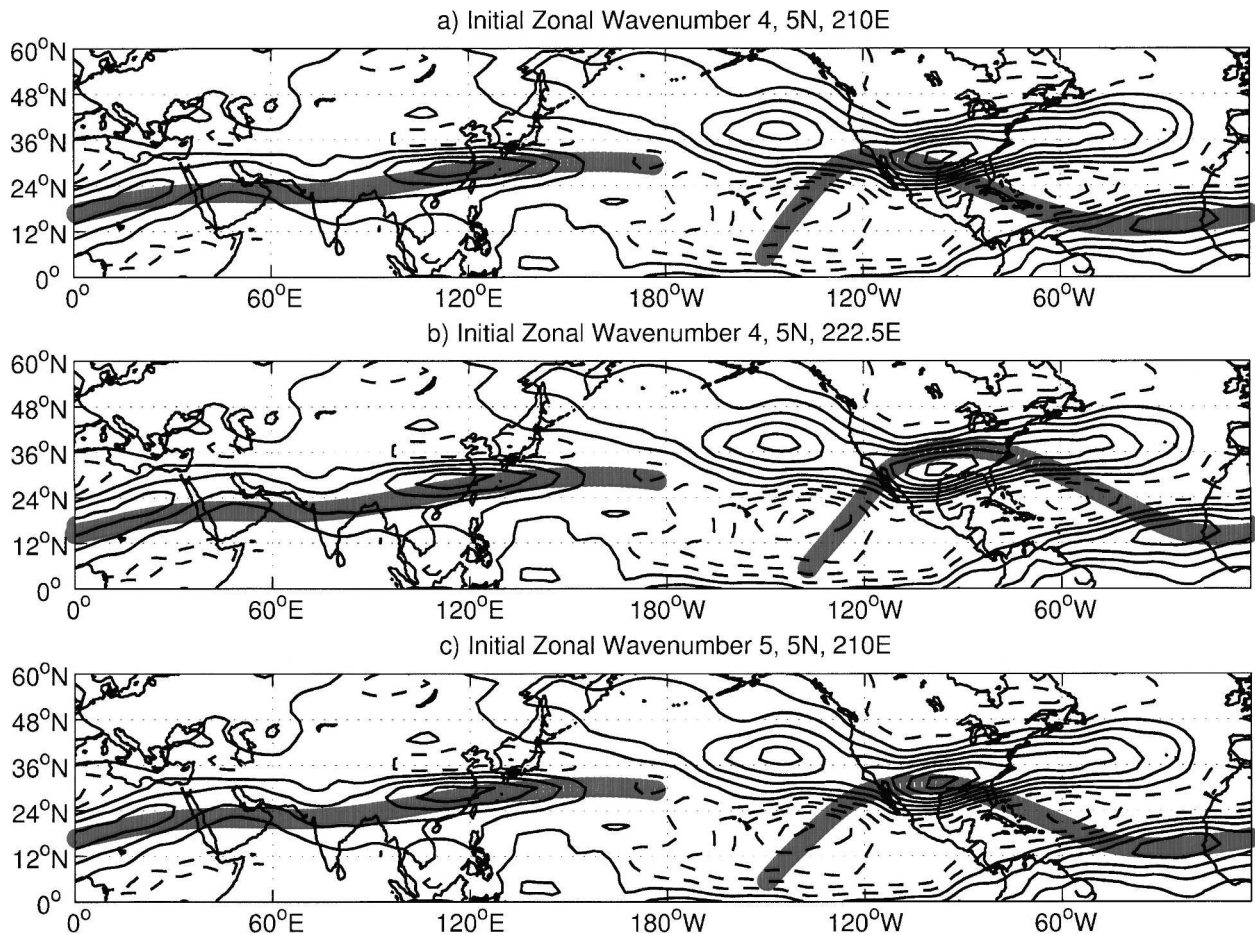 a) Initial Zonal Wavenumber 4, 5N, 210E
60°N
48°N
36°N
24°N
12°N
0°
0° 60°E 120°E 180°W 120°W 60°W
b) Initial Zonal Wavenumber 4, 5N, 222.5E
60°N
48°N
36°N
24°N
12°N
0°
0° 60°E 120°E 180°W 120°W 60°W
c) Initial Zonal Wavenumber 5, 5N, 210E
60°N
48°N
36°N
24°N
12°N
0°
0° 60°E 120°E 180°W 120°W 60°W